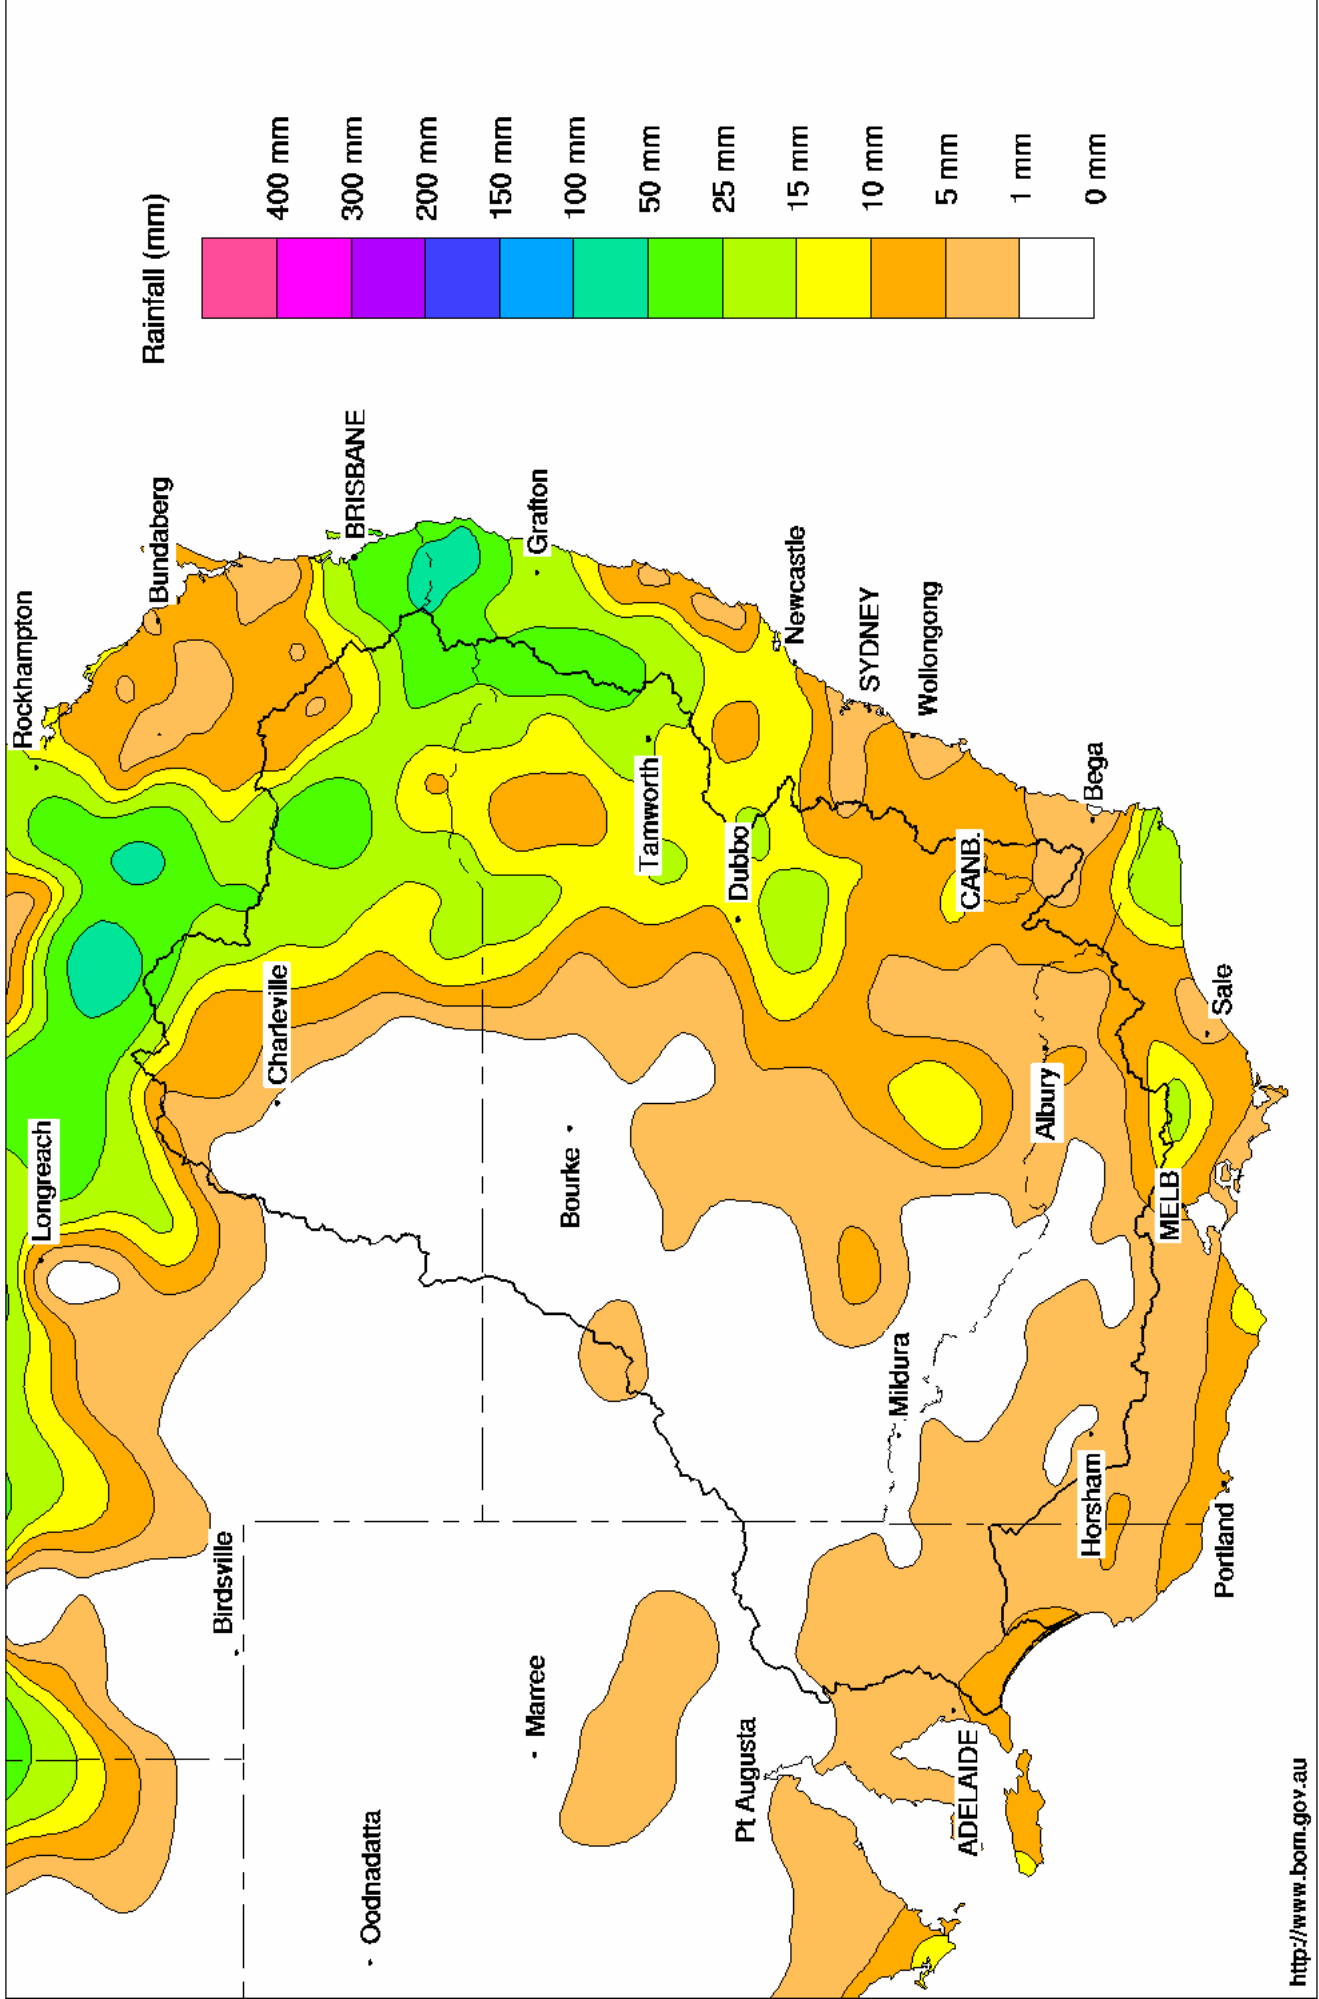 Rainfall (mm)
400 mm
300 mm
200 mm
150 mm
100 mm
50 mm
25 mm
15 mm
10 mm
5 mm
1 mm
0 mm
Rockhampton
Bundaberg
BRISBANE
Grafton
Newcastle
SYDNEY
Wollongong
Bega
Longreach
Charleville
Tamworth
Dubbo
CANB.
Sale
Bourke
Albury
MELB
Mildura
Horsham
Portland
Birdsville
Marree
Oodnadatta
Pt Augusta
ADELAIDE
http://www.bom.gov.au